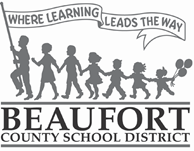 WHERE LEARNING LEADS THE WAY
BEAUFORT
COUNTY SCHOOL DISTRICT